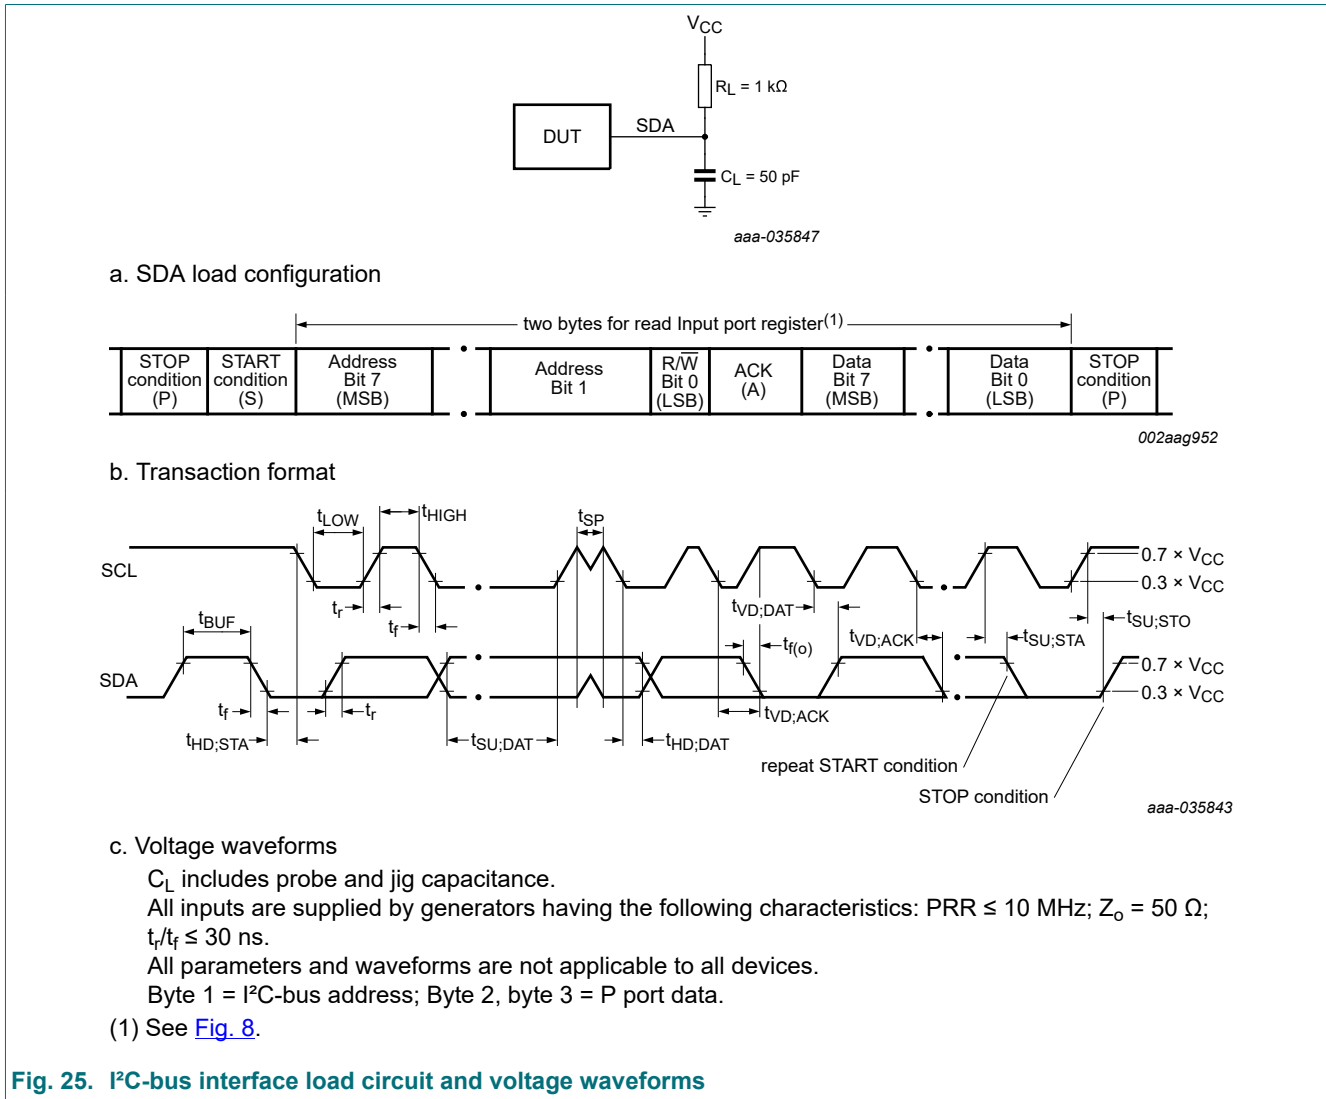 VCC
RL = 1 kΩ
DUT
SDA
CL = 50 pF
aaa-035847
a. SDA load configuration
two bytes for read Input port register(1)
STOP condition (P)
START condition (S)
Address Bit 7 (MSB)
Address Bit 1
R/W̅ Bit 0 (LSB)
ACK (A)
Data Bit 7 (MSB)
Data Bit 0 (LSB)
STOP condition (P)
002aag952
b. Transaction format
tLOW
tHIGH
tSP
SCL
0.7 × VCC
0.3 × VCC
tr
tf
tVD;DAT
tSU;STO
tBUF
tf(o)
tVD;ACK
tSU;STA
SDA
0.7 × VCC
0.3 × VCC
tf
tr
tVD;ACK
tHD;STA
tSU;DAT
tHD;DAT
repeat START condition
STOP condition
aaa-035843
c. Voltage waveforms
CL includes probe and jig capacitance.
All inputs are supplied by generators having the following characteristics: PRR ≤ 10 MHz; Zo = 50 Ω;
tr/tf ≤ 30 ns.
All parameters and waveforms are not applicable to all devices.
Byte 1 = I²C-bus address; Byte 2, byte 3 = P port data.
(1) See Fig. 8.
Fig. 25. I²C-bus interface load circuit and voltage waveforms